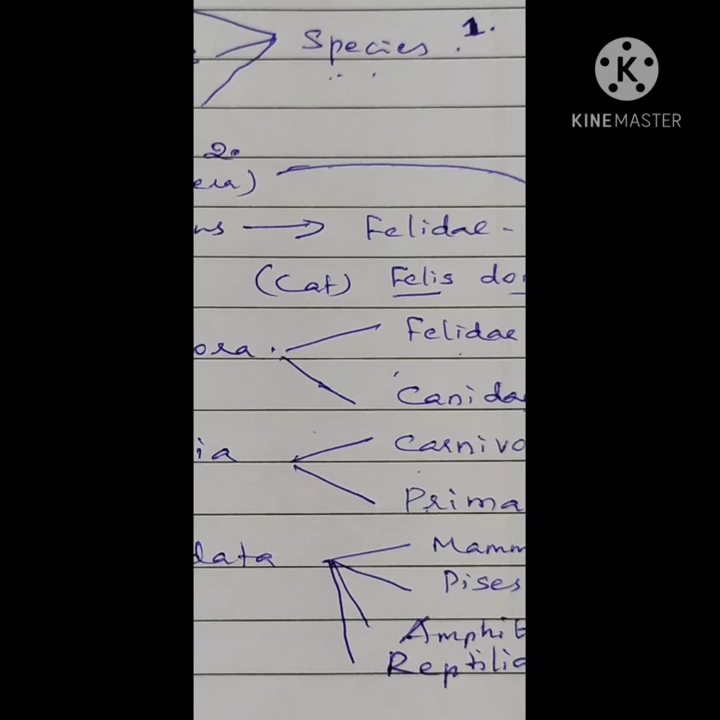 Species . 1.
K
KINEMASTER
2.
era)
ns → Felidae -
(Cat) Felis do
ora . Felidae
Canida
ia Carnivo
Prima
data Mamm
Pises
Amphib
Reptilia